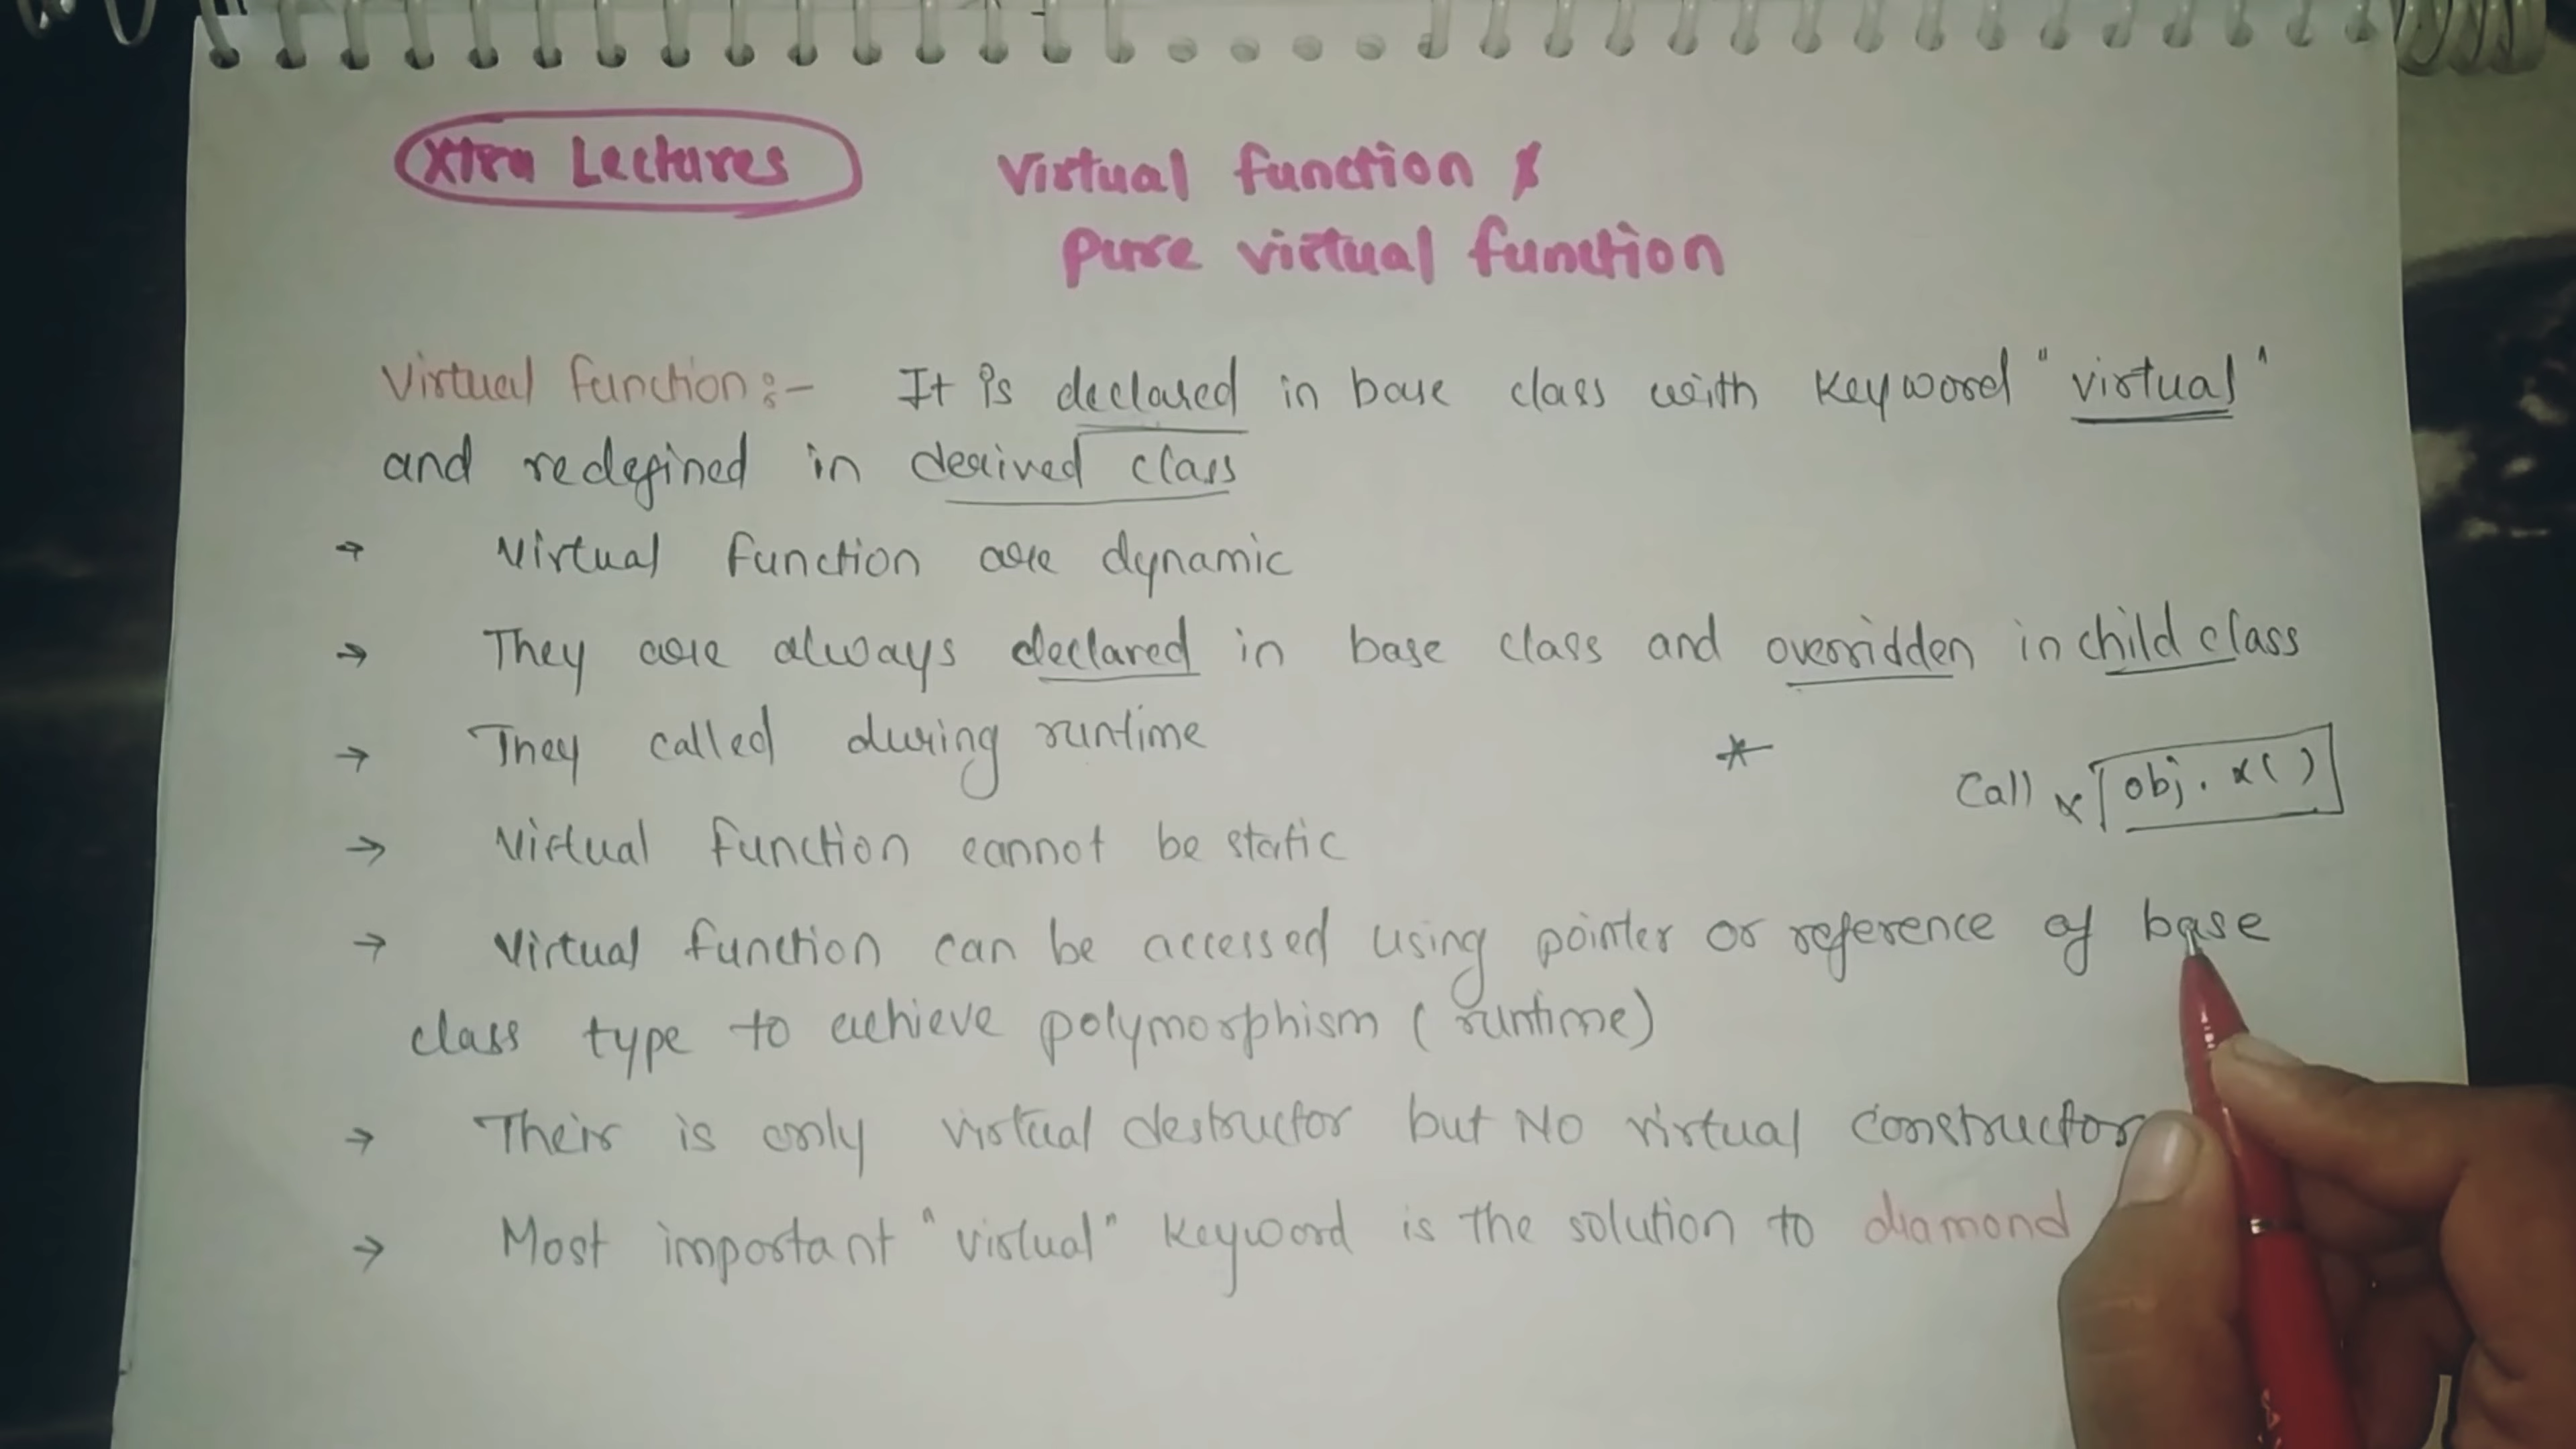 Xtra Lectures
Virtual function &
pure virtual function
Virtual function :- It is declared in base class with keyword "virtual"
and redefined in derived class
→ Virtual function are dynamic
→ They are always declared in base class and overridden in child class
→ They called during runtime
* Call x obj. x()
→ Virtual function cannot be static
→ Virtual function can be accessed using pointer or reference of base
class type to achieve polymorphism (runtime)
→ Their is only virtual destructor but No virtual constructor
→ Most important "virtual" keyword is the solution to diamond